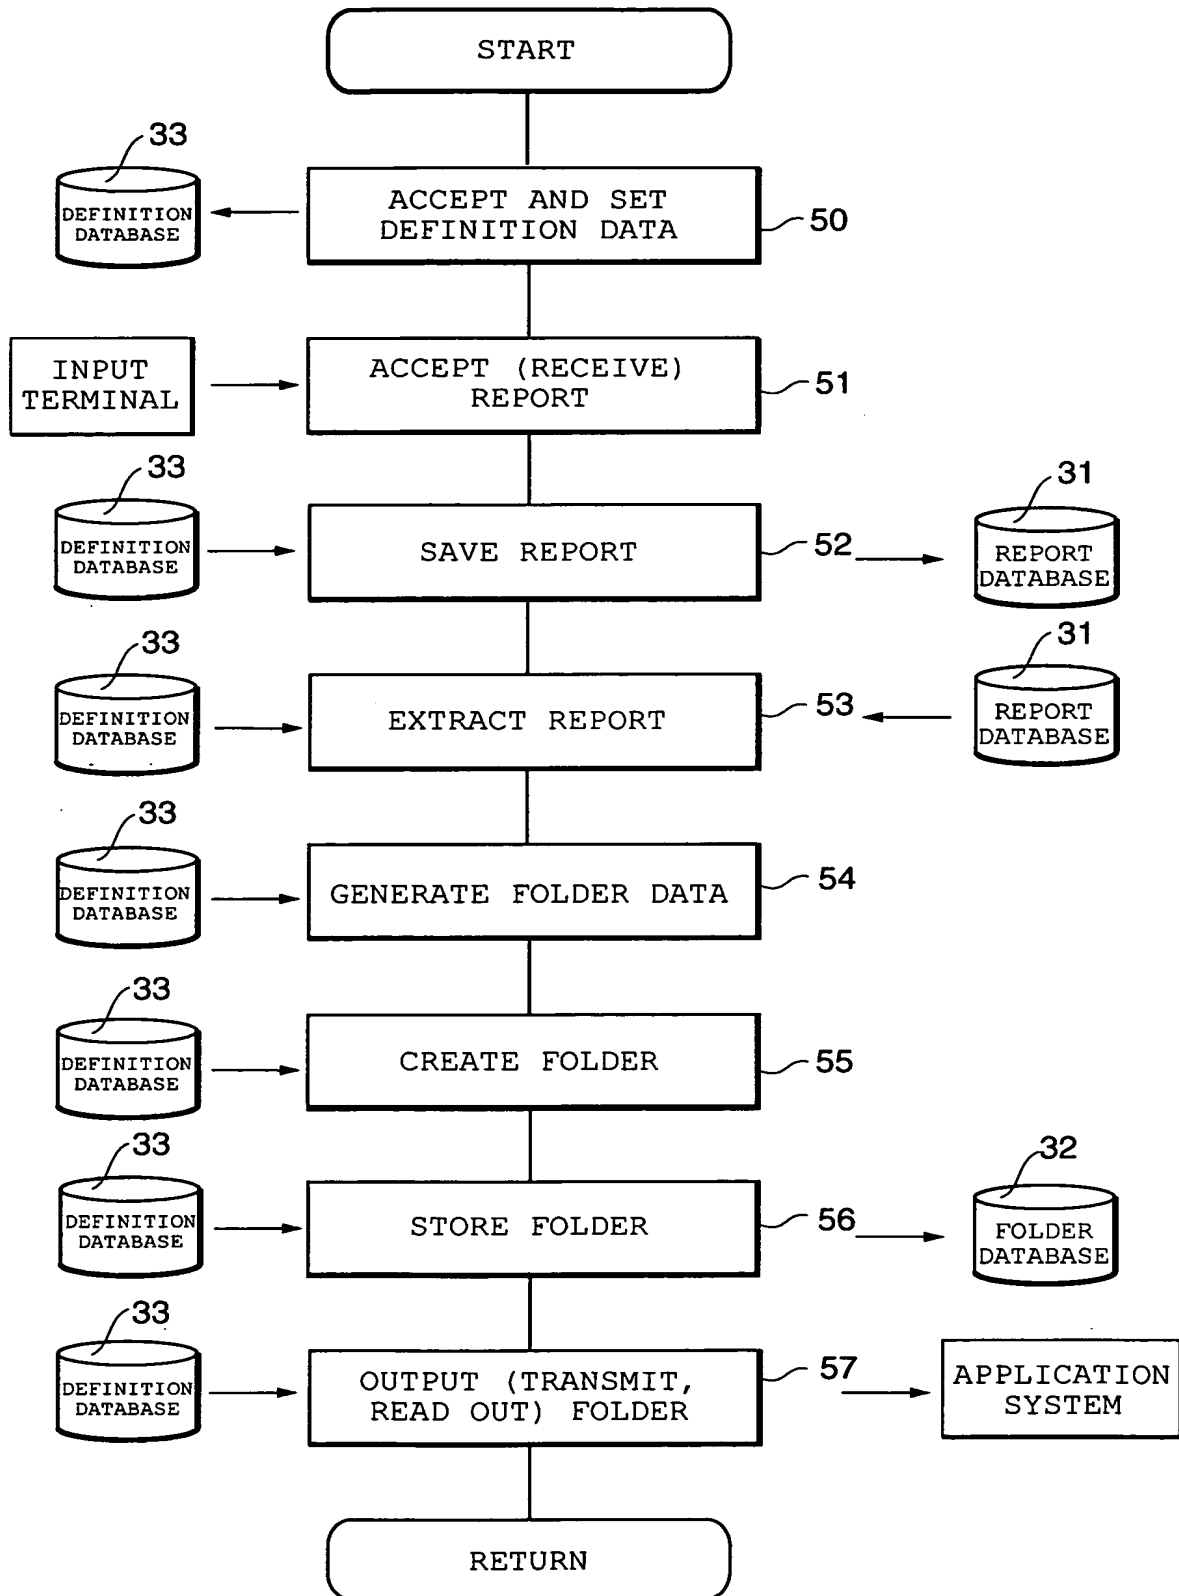 START
33
DEFINITION
DATABASE
ACCEPT AND SET
DEFINITION DATA
50
INPUT
TERMINAL
ACCEPT (RECEIVE)
REPORT
51
33
DEFINITION
DATABASE
SAVE REPORT
52
31
REPORT
DATABASE
33
DEFINITION
DATABASE
EXTRACT REPORT
53
31
REPORT
DATABASE
33
DEFINITION
DATABASE
GENERATE FOLDER DATA
54
33
DEFINITION
DATABASE
CREATE FOLDER
55
33
DEFINITION
DATABASE
STORE FOLDER
56
32
FOLDER
DATABASE
33
DEFINITION
DATABASE
OUTPUT (TRANSMIT,
READ OUT) FOLDER
57
APPLICATION
SYSTEM
RETURN